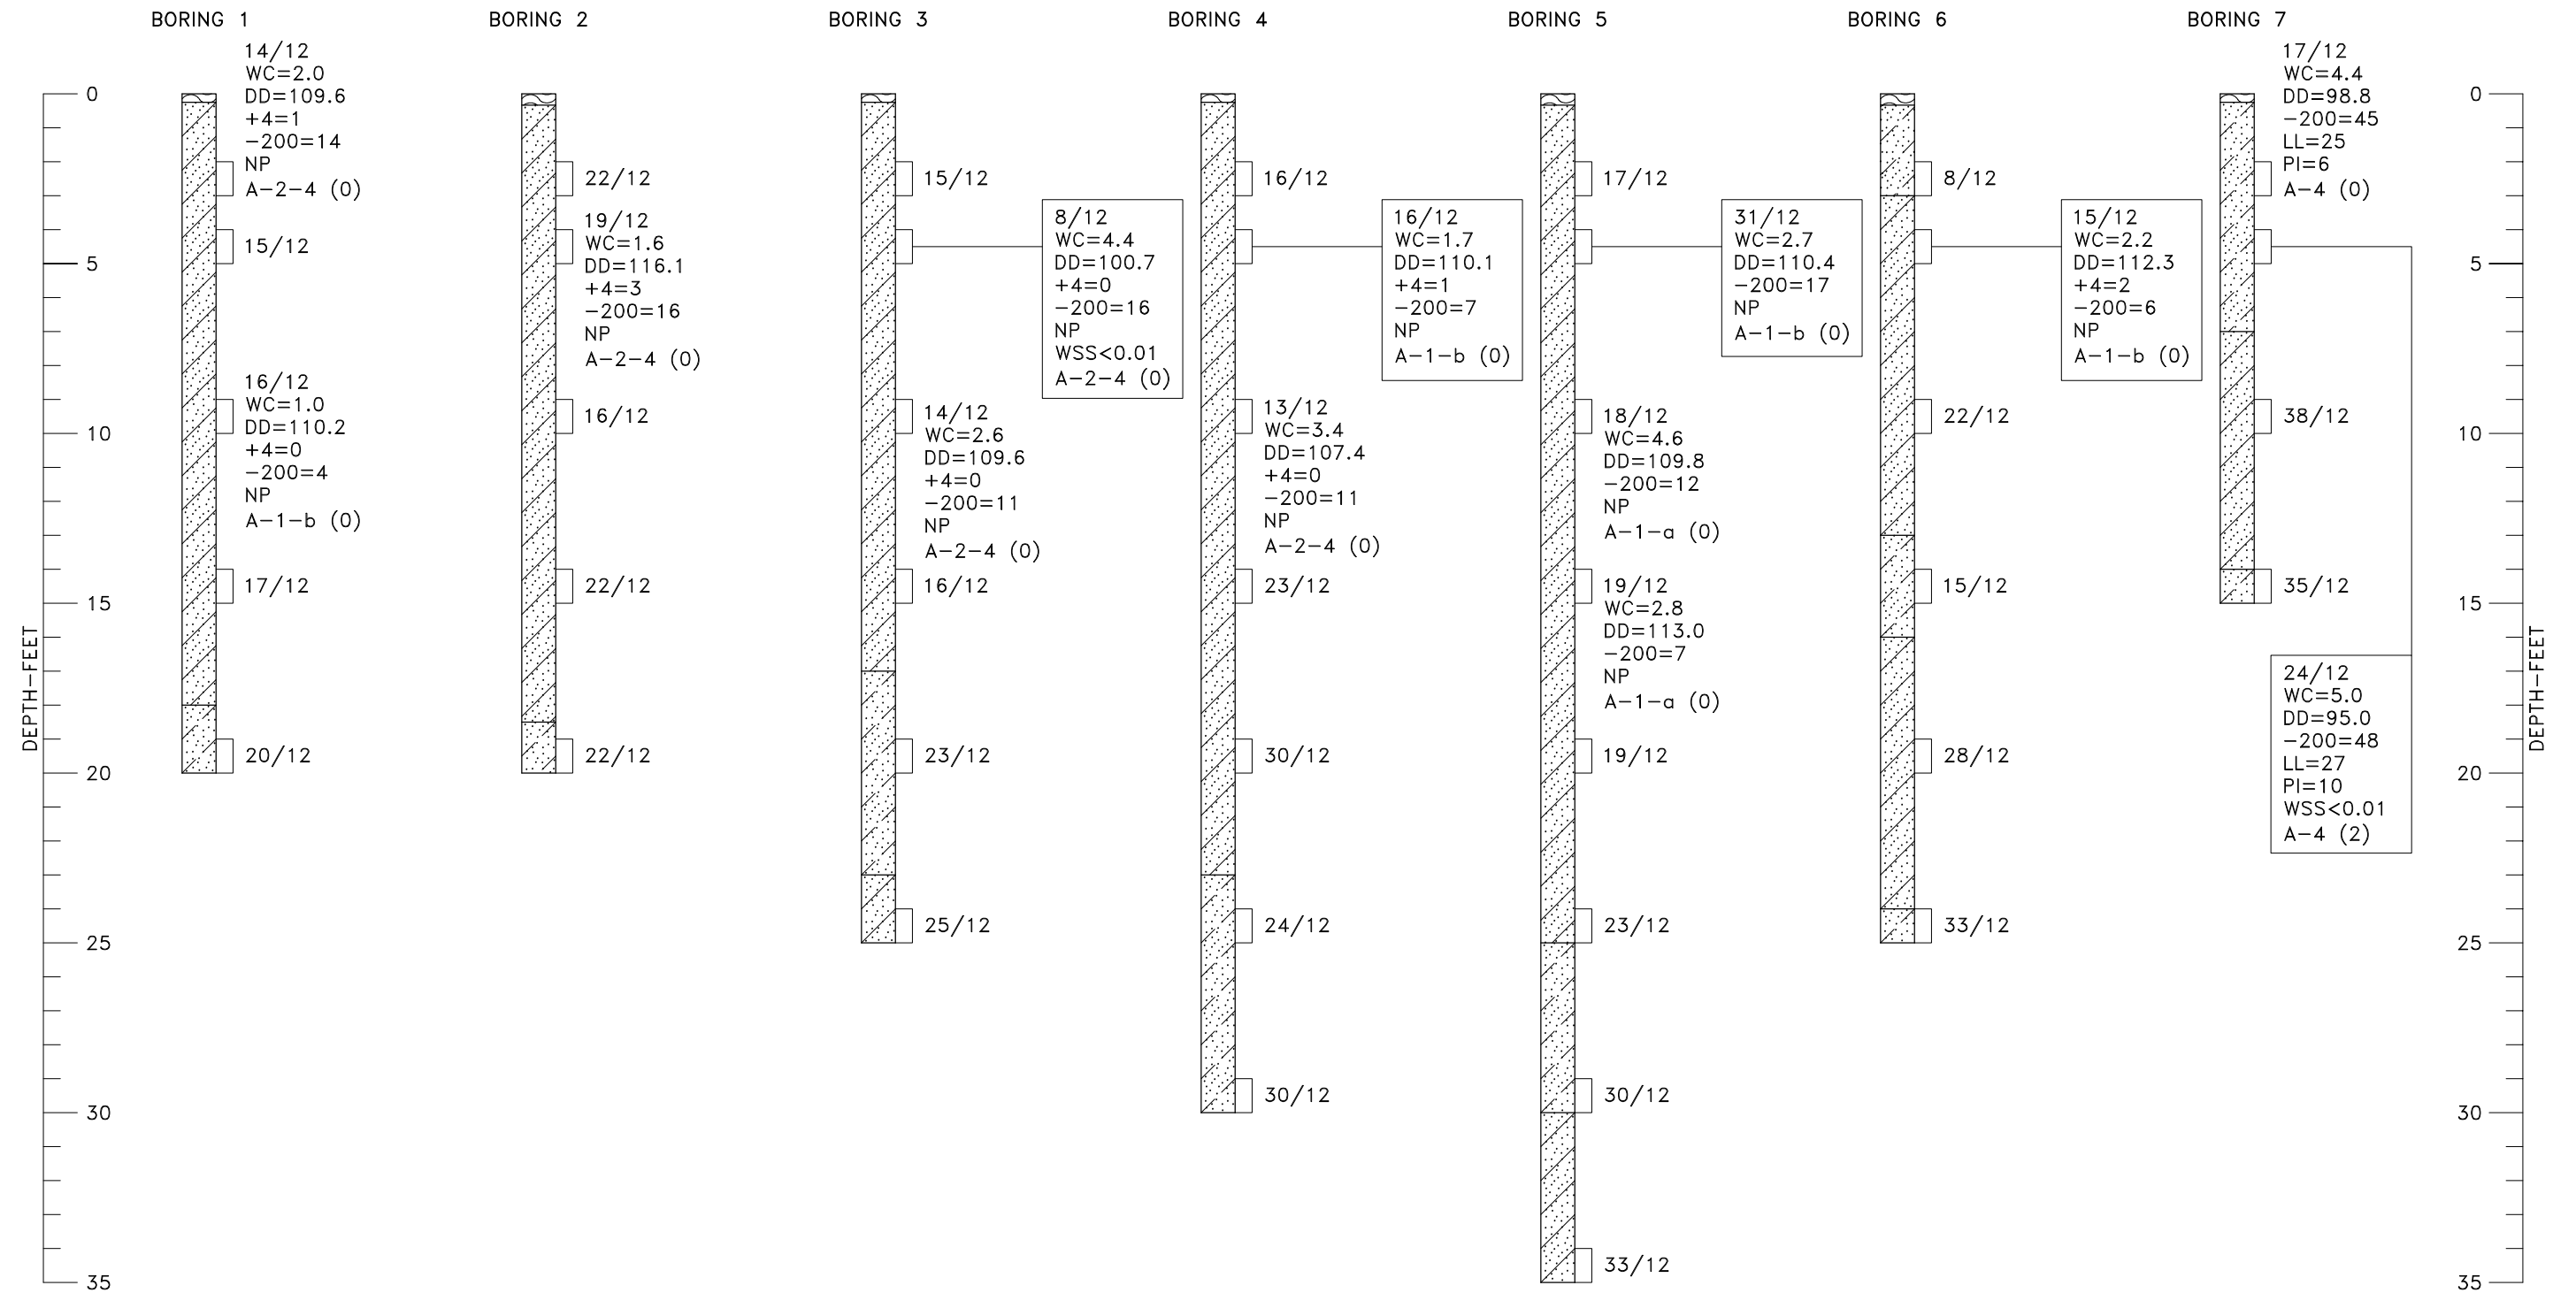 BORING 1
14/12
WC=2.0
DD=109.6
+4=1
-200=14
NP
A-2-4 (0)
15/12
16/12
WC=1.0
DD=110.2
+4=0
-200=4
NP
A-1-b (0)
17/12
20/12
BORING 2
22/12
19/12
WC=1.6
DD=116.1
+4=3
-200=16
NP
A-2-4 (0)
16/12
22/12
22/12
BORING 3
15/12
8/12
WC=4.4
DD=100.7
+4=0
-200=16
NP
WSS<0.01
A-2-4 (0)
14/12
WC=2.6
DD=109.6
+4=0
-200=11
NP
A-2-4 (0)
16/12
23/12
25/12
BORING 4
16/12
16/12
WC=1.7
DD=110.1
+4=1
-200=7
NP
A-1-b (0)
13/12
WC=3.4
DD=107.4
+4=0
-200=11
NP
A-2-4 (0)
23/12
30/12
24/12
30/12
BORING 5
17/12
31/12
WC=2.7
DD=110.4
-200=17
NP
A-1-b (0)
18/12
WC=4.6
DD=109.8
-200=12
NP
A-1-a (0)
19/12
WC=2.8
DD=113.0
-200=7
NP
A-1-a (0)
19/12
23/12
30/12
33/12
BORING 6
8/12
15/12
WC=2.2
DD=112.3
+4=2
-200=6
NP
A-1-b (0)
22/12
15/12
28/12
33/12
BORING 7
17/12
WC=4.4
DD=98.8
-200=45
LL=25
PI=6
A-4 (0)
38/12
35/12
24/12
WC=5.0
DD=95.0
-200=48
LL=27
PI=10
WSS<0.01
A-4 (2)
DEPTH-FEET
0
5
10
15
20
25
30
35
DEPTH-FEET
0
5
10
15
20
25
30
35